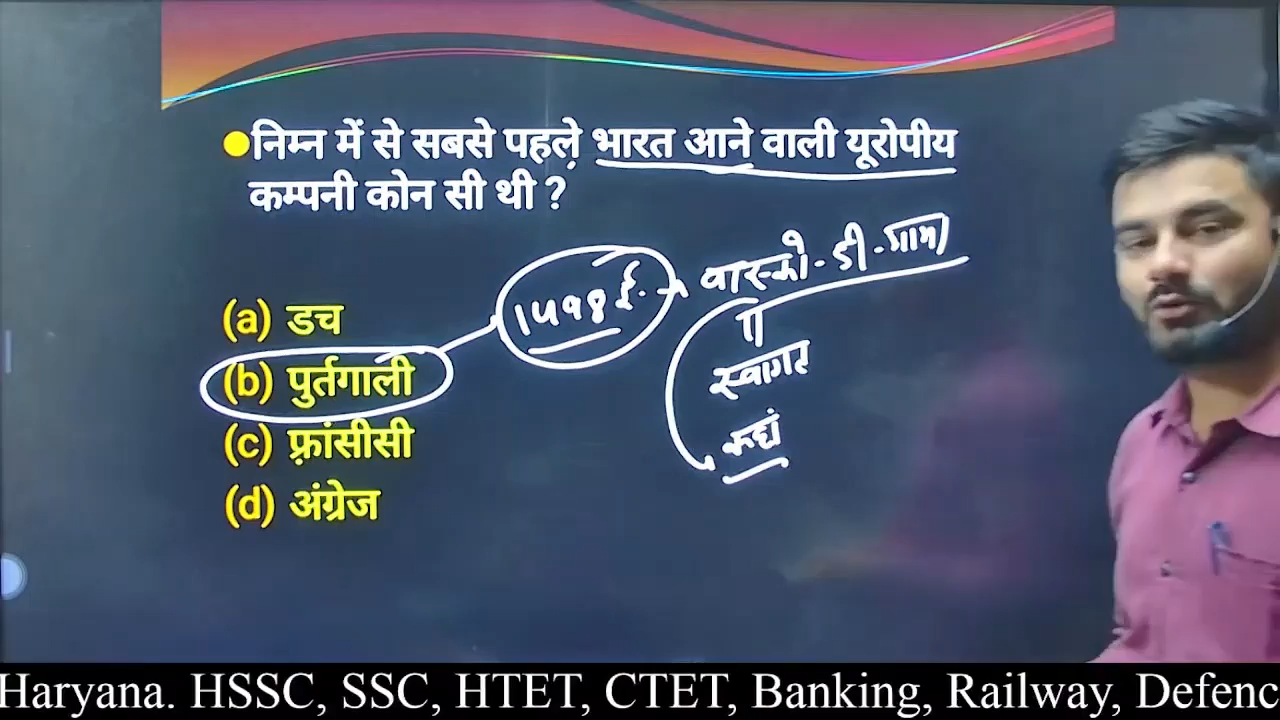 ●निम्न में से सबसे पहले भारत आने वाली यूरोपीय
कम्पनी कोन सी थी ?
1498 ई. वास्को-डी-गामा
(a) डच
स्वागत
(b) पुर्तगाली
(c) फ़्रांसीसी
(d) अंग्रेज
Haryana. HSSC, SSC, HTET, CTET, Banking, Railway, Defenc